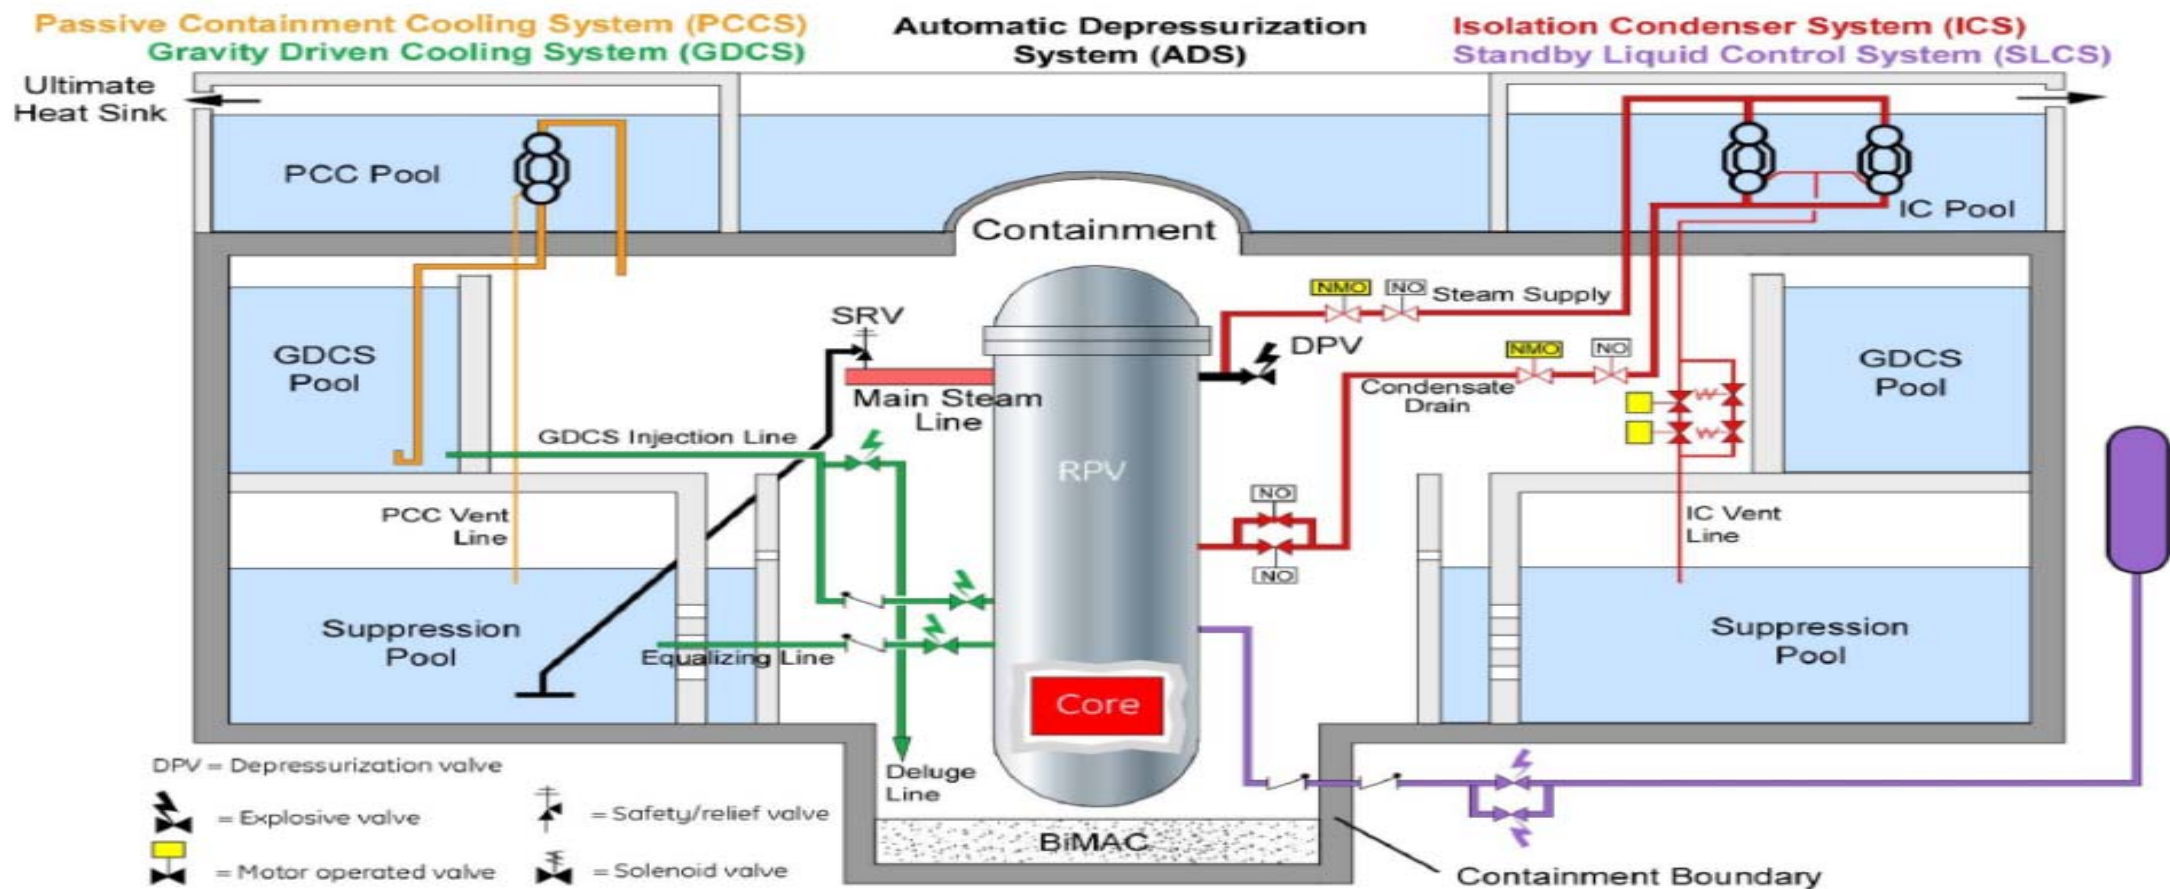 Passive Containment Cooling System (PCCS)
Gravity Driven Cooling System (GDCS)
Automatic Depressurization
System (ADS)
Isolation Condenser System (ICS)
Standby Liquid Control System (SLCS)
Ultimate
Heat Sink
PCC Pool
IC Pool
Containment
NMO
NO
Steam Supply
SRV
DPV
GDCS
Pool
NMO
NO
GDCS
Pool
Main Steam
Line
Condensate
Drain
GDCS Injection Line
RPV
NO
NO
PCC Vent
Line
IC Vent
Line
Suppression
Pool
Equalizing Line
Suppression
Pool
Core
Deluge
Line
BiMAC
Containment Boundary
DPV = Depressurization valve
= Explosive valve
= Safety/relief valve
= Motor operated valve
= Solenoid valve